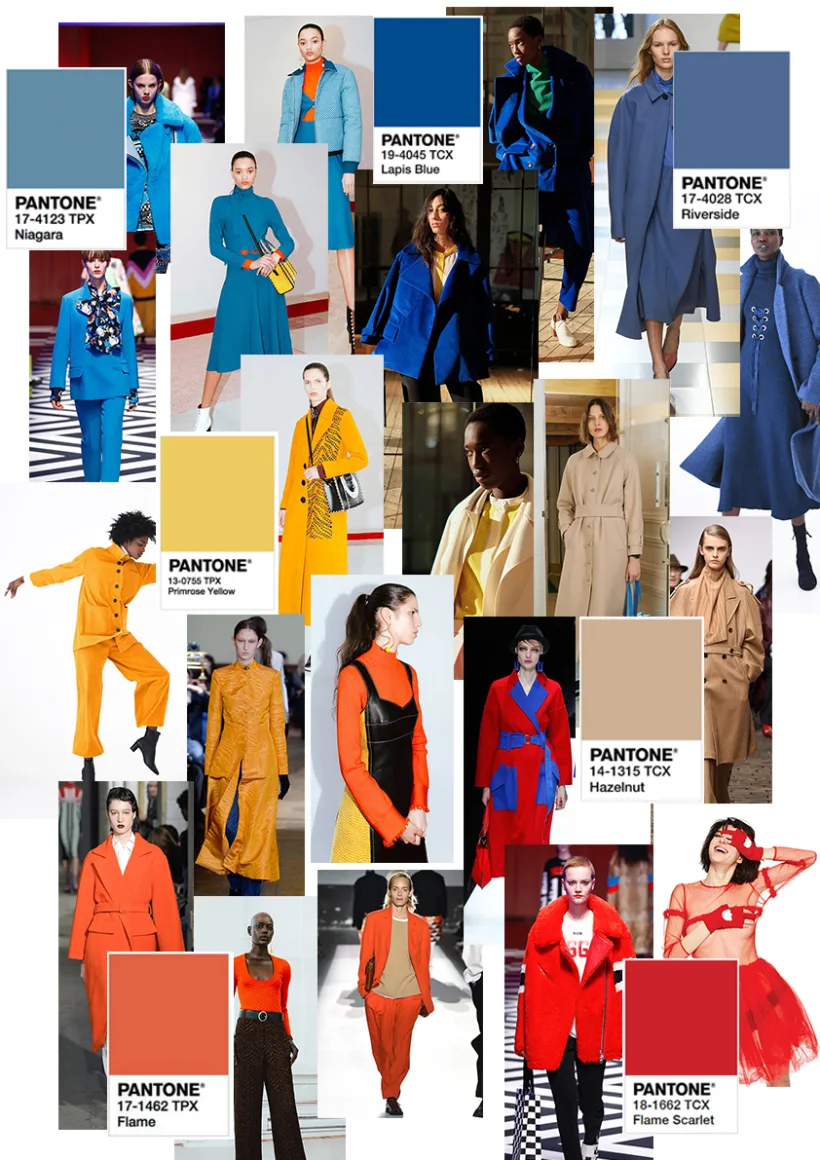 PANTONE®
19-4045 TCX
Lapis Blue
PANTONE®
17-4028 TCX
Riverside
PANTONE®
17-4123 TPX
Niagara
PANTONE®
13-0755 TPX
Primrose Yellow
PANTONE®
14-1315 TCX
Hazelnut
PANTONE®
17-1462 TPX
Flame
PANTONE®
18-1662 TCX
Flame Scarlet